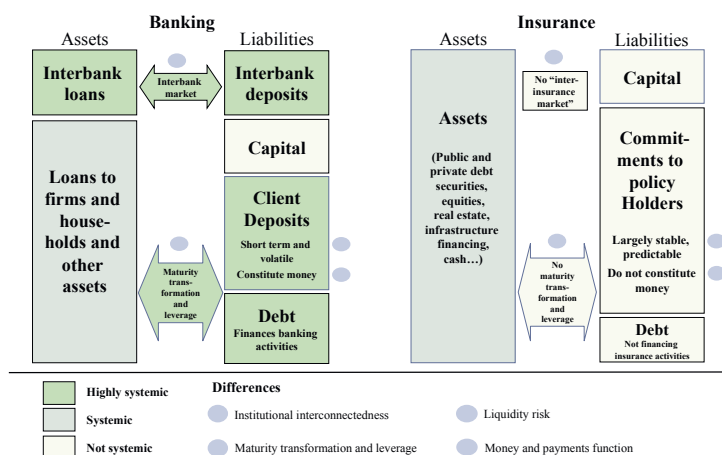 Banking
Assets
Liabilities
Interbank
loans
Interbank
market
Interbank
deposits
Capital
Loans to
firms and
house-
holds and
other
assets
Client
Deposits
Short term and
volatile
Constitute money
Maturity
trans-
formation
and
leverage
Debt
Finances banking
activities
Insurance
Assets
Liabilities
No “inter-
insurance
market”
Capital
Assets
(Public and
private debt
securities,
equities,
real estate,
infrastructure
financing,
cash…)
Commit-
ments to
policy
Holders
Largely stable,
predictable
Do not constitute
money
No
maturity
trans-
formation
and
leverage
Debt
Not financing
insurance activities
Highly systemic
Systemic
Not systemic
Differences
Institutional interconnectedness
Liquidity risk
Maturity transformation and leverage
Money and payments function